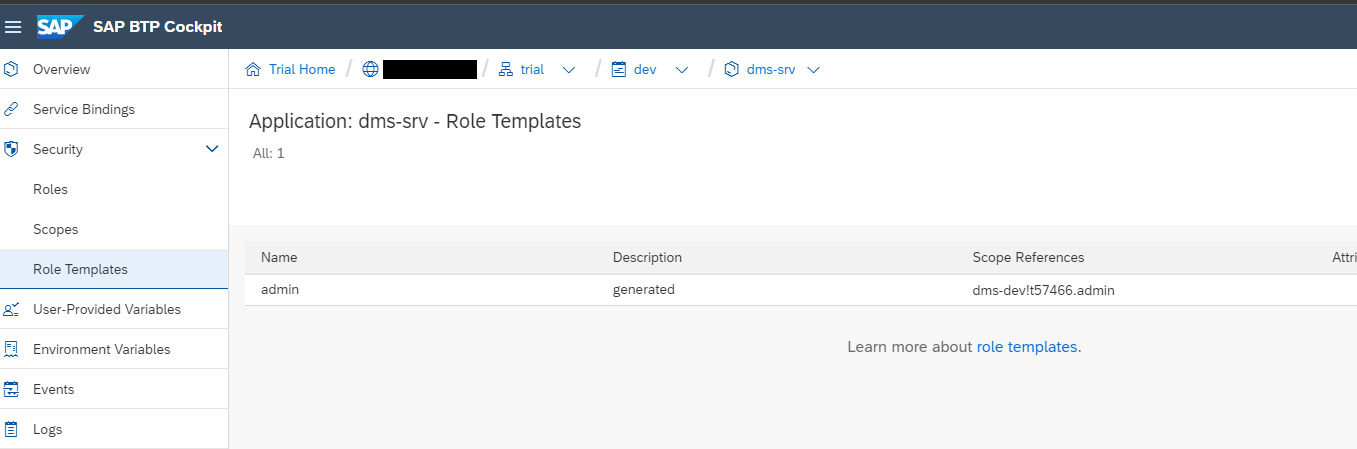 SAP SAP BTP Cockpit
Overview
Service Bindings
Security
Roles
Scopes
Role Templates
User-Provided Variables
Environment Variables
Events
Logs
Trial Home / / trial / dev / dms-srv
Application: dms-srv - Role Templates
All: 1
Name Description Scope References Attri
admin generated dms-dev!t57466.admin
Learn more about role templates.